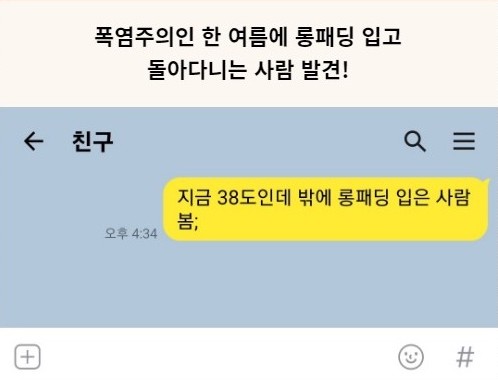 폭염주의인 한 여름에 롱패딩 입고
돌아다니는 사람 발견!
친구
지금 38도인데 밖에 롱패딩 입은 사람
봄;
오후 4:34